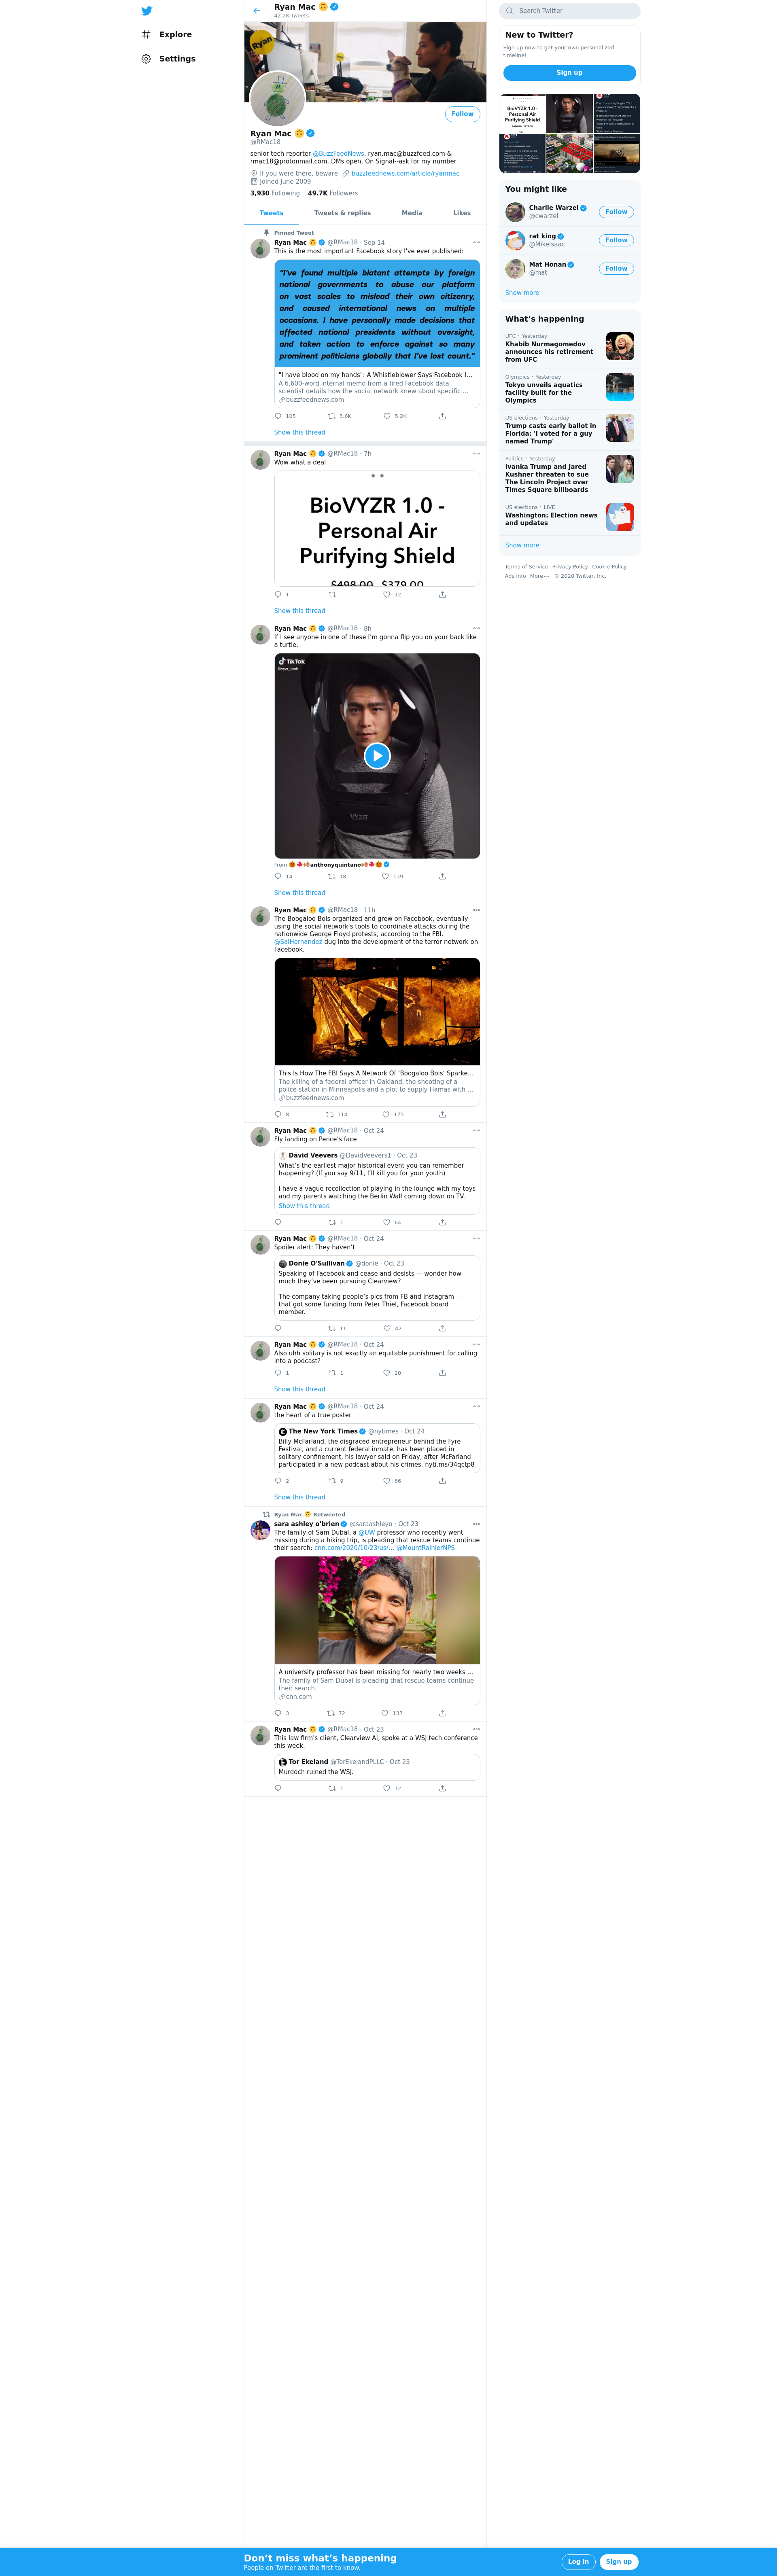 Explore
Settings
Ryan Mac 🙃
42.2K Tweets
Ryan
Follow
Ryan Mac 🙃
@RMac18
senior tech reporter @BuzzFeedNews. ryan.mac@buzzfeed.com &
rmac18@protonmail.com. DMs open. On Signal--ask for my number
If you were there, beware buzzfeednews.com/article/ryanmac
Joined June 2009
3,930 Following 49.7K Followers
Tweets Tweets & replies Media Likes
Pinned Tweet
Ryan Mac 🙃 @RMac18 · Sep 14
This is the most important Facebook story I've ever published:
"I've found multiple blatant attempts by foreign
national governments to abuse our platform
on vast scales to mislead their own citizenry,
and caused international news on multiple
occasions. I have personally made decisions that
affected national presidents without oversight,
and taken action to enforce against so many
prominent politicians globally that I've lost count."
"I have blood on my hands": A Whistleblower Says Facebook I...
A 6,600-word internal memo from a fired Facebook data
scientist details how the social network knew about specific ...
buzzfeednews.com
105 3.6K 5.2K
Show this thread
Ryan Mac 🙃 @RMac18 · 7h
Wow what a deal
BioVYZR 1.0 -
Personal Air
Purifying Shield
$498.00 $379.00
1 12
Show this thread
Ryan Mac 🙃 @RMac18 · 8h
If I see anyone in one of these I'm gonna flip you on your back like
a turtle.
TikTok
VYZR
From 🎃🍁anthonyquintano🍁🎃
14 18 139
Show this thread
Ryan Mac 🙃 @RMac18 · 11h
The Boogaloo Bois organized and grew on Facebook, eventually
using the social network's tools to coordinate attacks during the
nationwide George Floyd protests, according to the FBI.
@SalHernandez dug into the development of the terror network on
Facebook.
This Is How The FBI Says A Network Of 'Boogaloo Bois' Sparke...
The killing of a federal officer in Oakland, the shooting of a
police station in Minneapolis and a plot to supply Hamas with ...
buzzfeednews.com
8 114 175
Ryan Mac 🙃 @RMac18 · Oct 24
Fly landing on Pence's face
David Veevers @DavidVeevers1 · Oct 23
What's the earliest major historical event you can remember
happening? (If you say 9/11, I'll kill you for your youth)
I have a vague recollection of playing in the lounge with my toys
and my parents watching the Berlin Wall coming down on TV.
Show this thread
1 64
Ryan Mac 🙃 @RMac18 · Oct 24
Spoiler alert: They haven't
Donie O'Sullivan @donie · Oct 23
Speaking of Facebook and cease and desists — wonder how
much they've been pursuing Clearview?
The company taking people's pics from FB and Instagram —
that got some funding from Peter Thiel, Facebook board
member.
11 42
Ryan Mac 🙃 @RMac18 · Oct 24
Also uhh solitary is not exactly an equitable punishment for calling
into a podcast?
1 1 20
Show this thread
Ryan Mac 🙃 @RMac18 · Oct 24
the heart of a true poster
The New York Times @nytimes · Oct 24
Billy McFarland, the disgraced entrepreneur behind the Fyre
Festival, and a current federal inmate, has been placed in
solitary confinement, his lawyer said on Friday, after McFarland
participated in a new podcast about his crimes. nyti.ms/34qctp8
2 9 66
Show this thread
Ryan Mac 🙃 Retweeted
sara ashley o'brien @saraashleyo · Oct 23
The family of Sam Dubal, a @UW professor who recently went
missing during a hiking trip, is pleading that rescue teams continue
their search: cnn.com/2020/10/23/us/... @MountRainierNPS
A university professor has been missing for nearly two weeks ...
The family of Sam Dubal is pleading that rescue teams continue
their search.
cnn.com
3 72 137
Ryan Mac 🙃 @RMac18 · Oct 23
This law firm's client, Clearview AI, spoke at a WSJ tech conference
this week.
Tor Ekeland @TorEkelandPLLC · Oct 23
Murdoch ruined the WSJ.
1 12
Search Twitter
New to Twitter?
Sign up now to get your own personalized
timeline!
Sign up
BioVYZR 1.0 -
Personal Air
Purifying Shield
You might like
Charlie Warzel
@cwarzel
Follow
rat king
@MikeIsaac
Follow
Mat Honan
@mat
Follow
Show more
What's happening
UFC · Yesterday
Khabib Nurmagomedov
announces his retirement
from UFC
Olympics · Yesterday
Tokyo unveils aquatics
facility built for the
Olympics
US elections · Yesterday
Trump casts early ballot in
Florida: 'I voted for a guy
named Trump'
Politics · Yesterday
Ivanka Trump and Jared
Kushner threaten to sue
The Lincoln Project over
Times Square billboards
US elections · LIVE
Washington: Election news
and updates
Show more
Terms of Service Privacy Policy Cookie Policy
Ads info More © 2020 Twitter, Inc.
Don't miss what's happening
People on Twitter are the first to know.
Log in Sign up